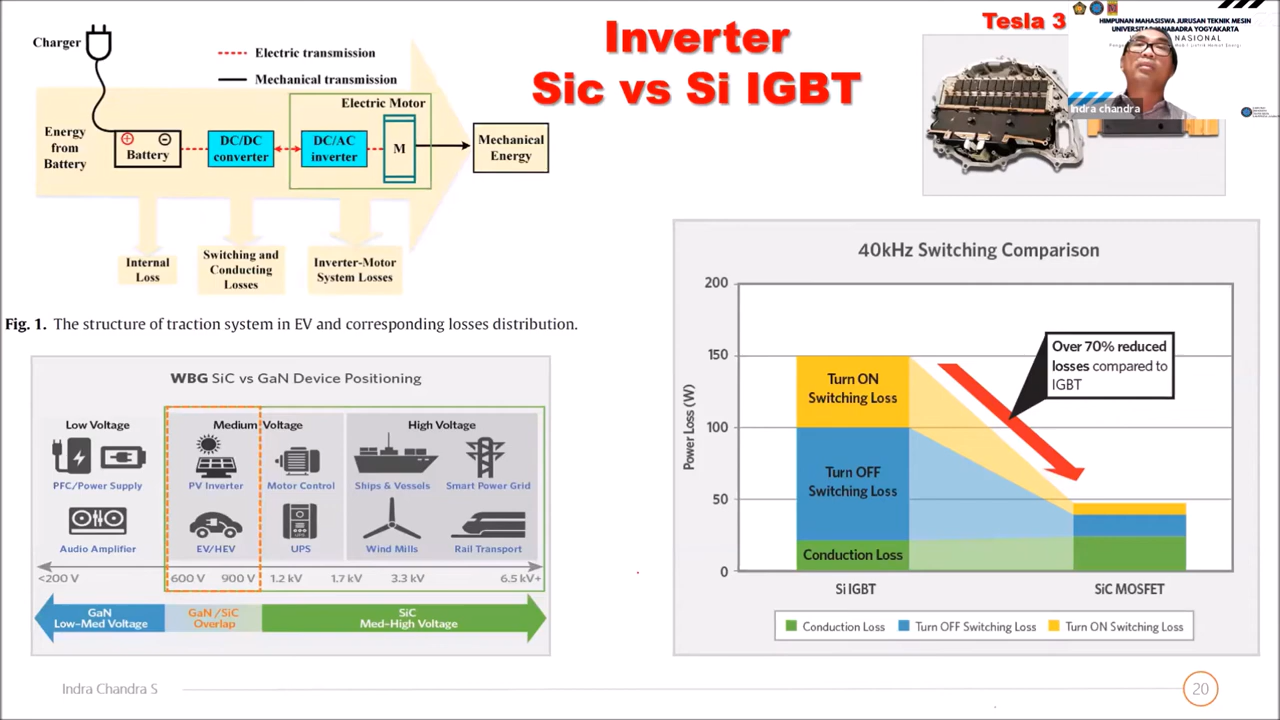 Inverter
Sic vs Si IGBT
Tesla 3
HIMPUNAN MAHASISWA JURUSAN TEKNIK MESIN
NASIONAL
Indra chandra
Charger
Electric transmission
Mechanical transmission
Electric Motor
Energy
from
Battery
Battery
DC/DC
converter
DC/AC
inverter
M
Mechanical
Energy
Internal
Loss
Switching and
Conducting
Losses
Inverter-Motor
System Losses
Fig. 1. The structure of traction system in EV and corresponding losses distribution.
WBG SiC vs GaN Device Positioning
Low Voltage
Medium Voltage
High Voltage
PFC/Power Supply
PV Inverter
Motor Control
Ships & Vessels
Smart Power Grid
Audio Amplifier
EV/HEV
UPS
UPS
Wind Mills
Rail Transport
<200 V
600 V
900 V
1.2 kV
1.7 kV
3.3 kV
6.5 kV+
GaN
Low–Med Voltage
GaN /SiC
Overlap
SiC
Med–High Voltage
40kHz Switching Comparison
Power Loss (W)
200
150
100
50
0
Turn ON
Switching Loss
Turn OFF
Switching Loss
Conduction Loss
Over 70% reduced
losses compared to
IGBT
Si IGBT
SiC MOSFET
Conduction Loss
Turn OFF Switching Loss
Turn ON Switching Loss
Indra Chandra S
20